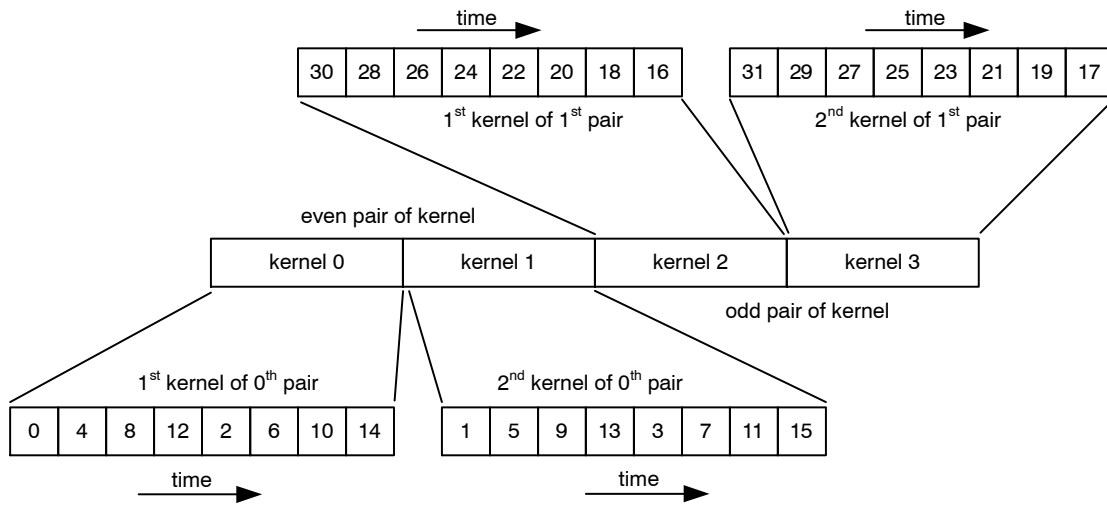 time time
30 28 26 24 22 20 18 16 31 29 27 25 23 21 19 17
1st kernel of 1st pair 2nd kernel of 1st pair
even pair of kernel
kernel 0 kernel 1 kernel 2 kernel 3
odd pair of kernel
1st kernel of 0th pair 2nd kernel of 0th pair
0 4 8 12 2 6 10 14 1 5 9 13 3 7 11 15
time time